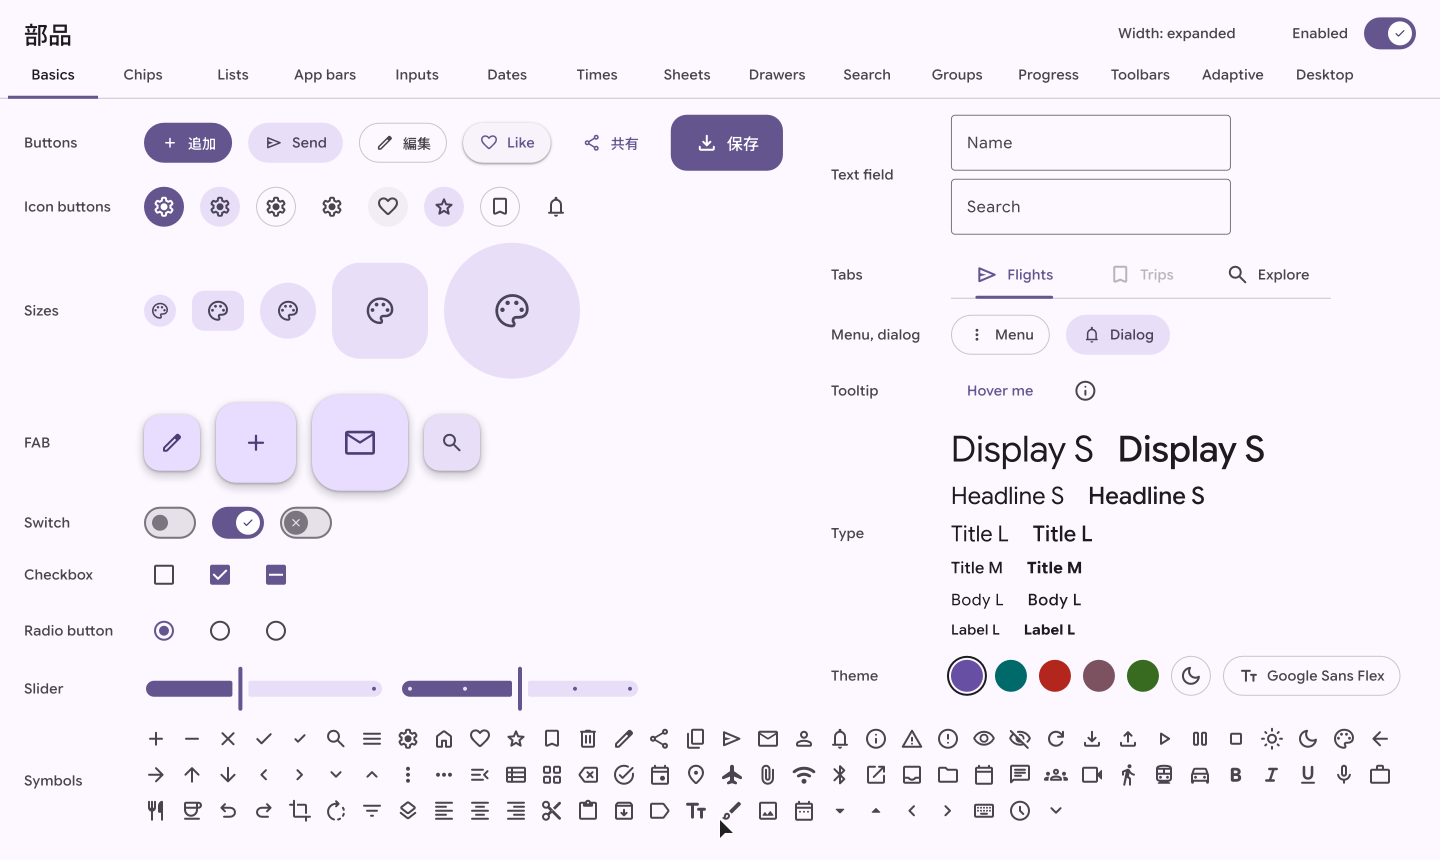 部品
Width: expanded
Enabled
Basics
Chips
Lists
App bars
Inputs
Dates
Times
Sheets
Drawers
Search
Groups
Progress
Toolbars
Adaptive
Desktop
Buttons
追加
Send
編集
Like
共有
保存
Icon buttons
Sizes
FAB
Switch
Checkbox
Radio button
Slider
Text field
Name
Search
Tabs
Flights
Trips
Explore
Menu, dialog
Menu
Dialog
Tooltip
Hover me
Type
Display S Display S
Headline S Headline S
Title L Title L
Title M Title M
Body L Body L
Label L Label L
Theme
Google Sans Flex
Symbols